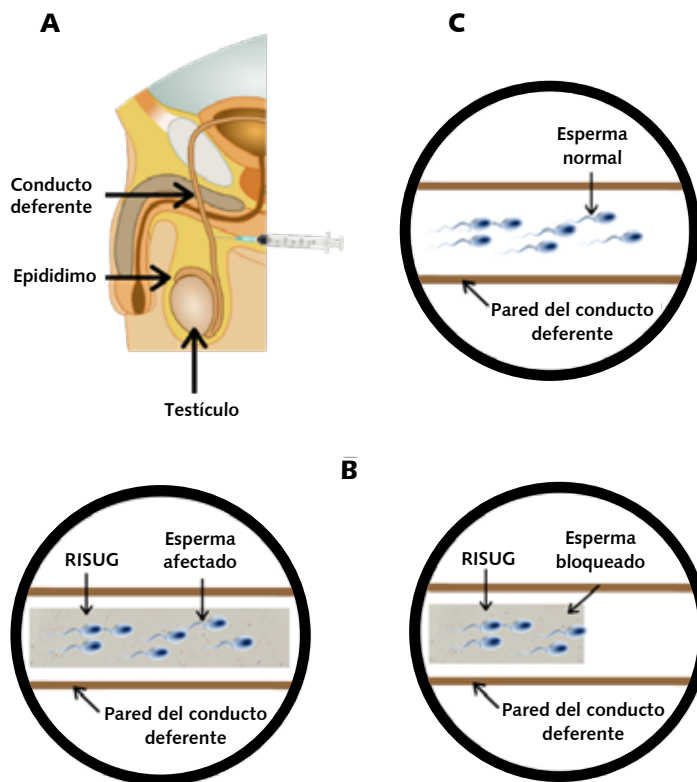 A
Conducto
deferente
Epididimo
Testículo
C
Esperma
normal
Pared del conducto
deferente
B
RISUG
Esperma
afectado
Pared del conducto
deferente
RISUG
Esperma
bloqueado
Pared del conducto
deferente